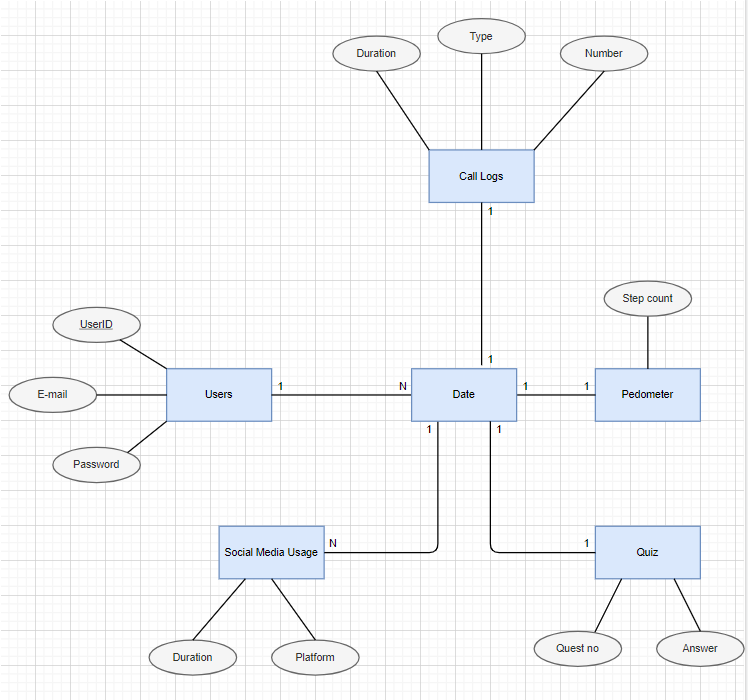 Type
Duration
Number
Call Logs
1
Step count
UserID
1
E-mail
Users
1
N
Date
1
1
Pedometer
Password
1
1
Social Media Usage
N
1
Quiz
Quest no
Answer
Duration
Platform